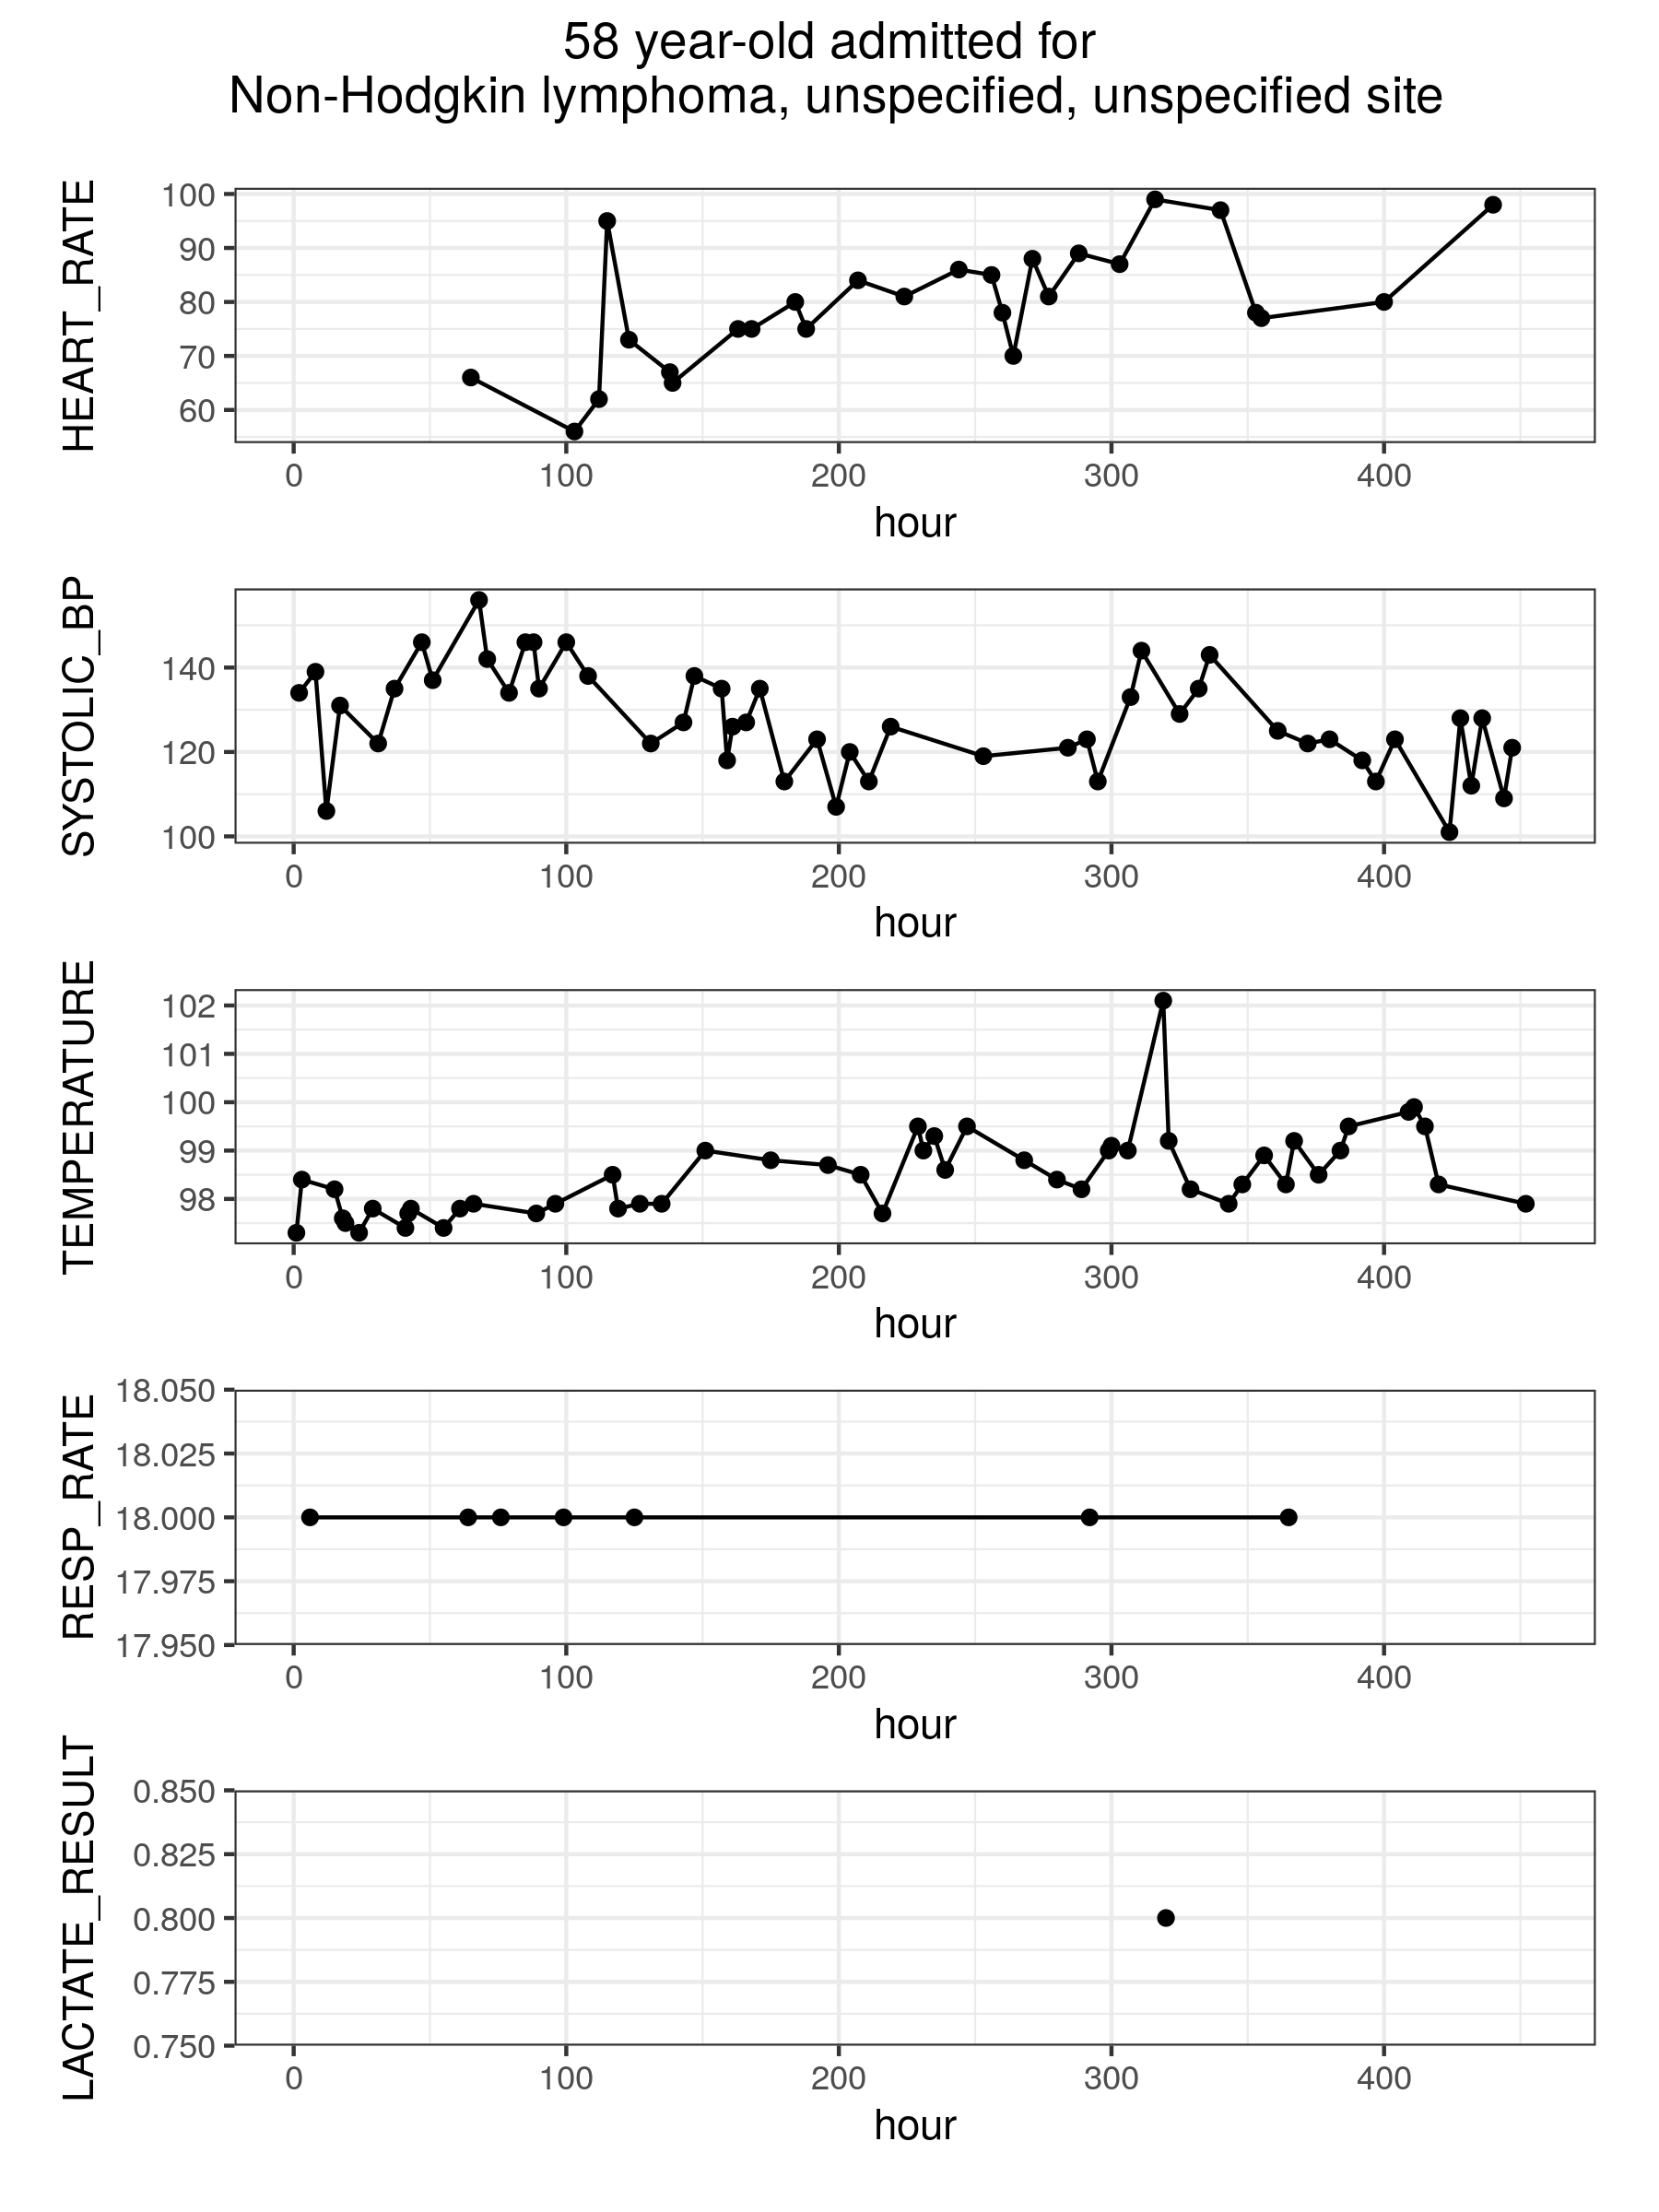 58 year-old admitted for
Non-Hodgkin lymphoma, unspecified, unspecified site
HEART_RATE
100
90
80
70
60
0 100 200 300 400
hour
SYSTOLIC_BP
140
120
100
0 100 200 300 400
hour
TEMPERATURE
102
101
100
99
98
0 100 200 300 400
hour
RESP_RATE
18.050
18.025
18.000
17.975
17.950
0 100 200 300 400
hour
LACTATE_RESULT
0.850
0.825
0.800
0.775
0.750
0 100 200 300 400
hour